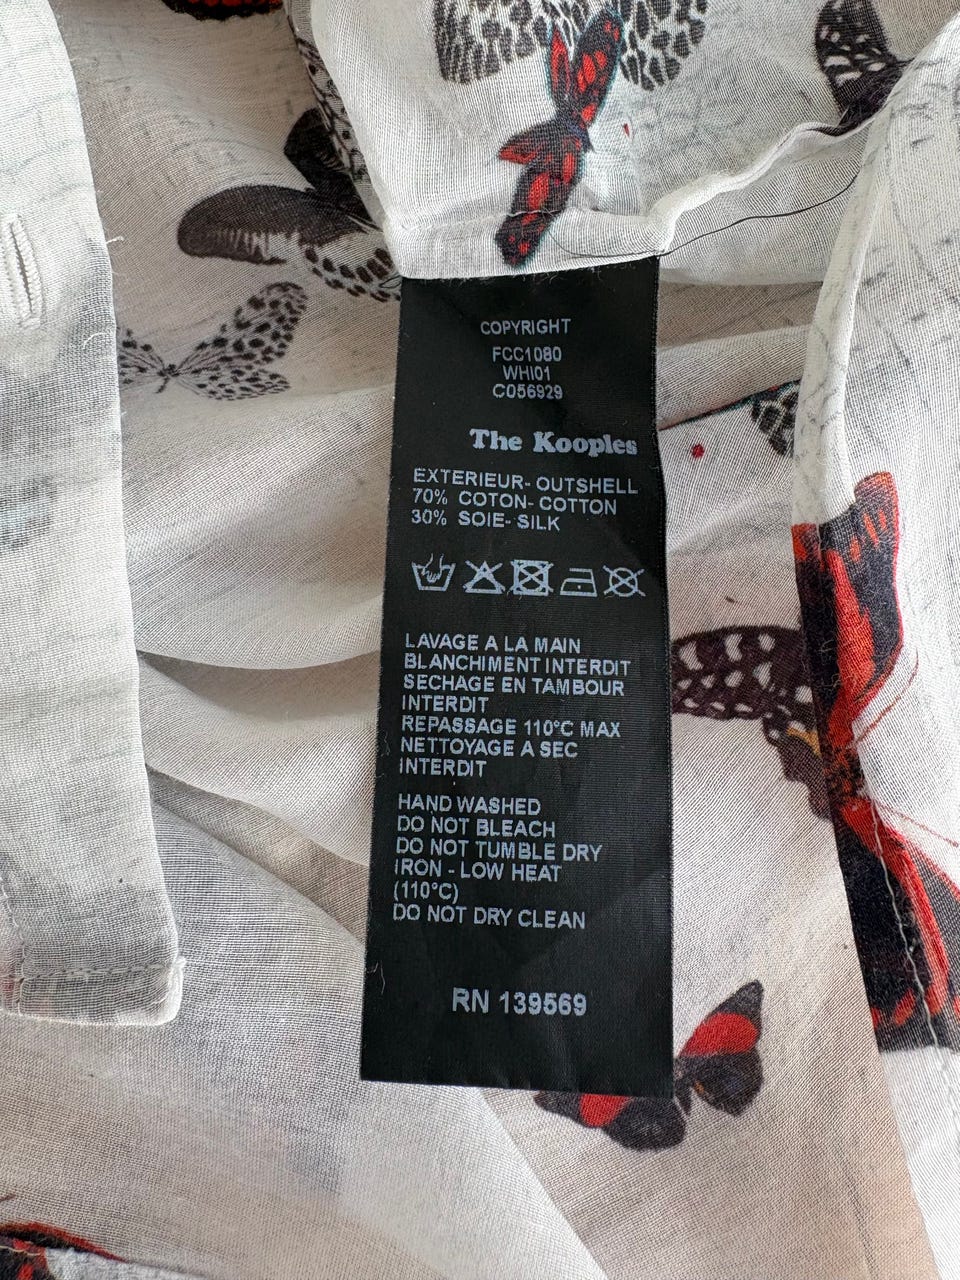 COPYRIGHT
FCC1080
WHI01
C056929
The Kooples
EXTERIEUR- OUTSHELL
70% COTON- COTTON
30% SOIE- SILK
LAVAGE A LA MAIN
BLANCHIMENT INTERDIT
SECHAGE EN TAMBOUR
INTERDIT
REPASSAGE 110°C MAX
NETTOYAGE A SEC
INTERDIT
HAND WASHED
DO NOT BLEACH
DO NOT TUMBLE DRY
IRON - LOW HEAT
(110°C)
DO NOT DRY CLEAN
RN 139569